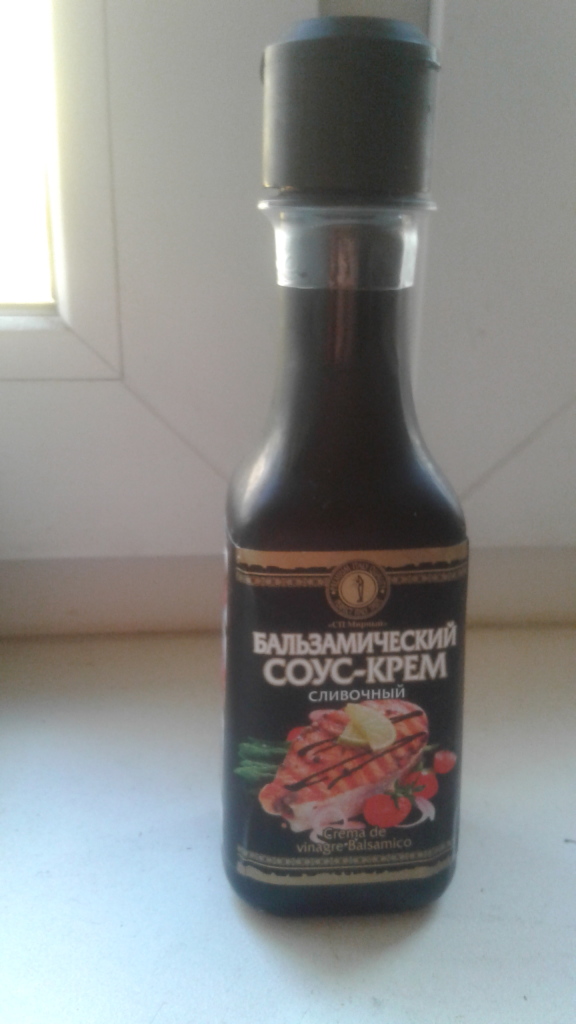 «СП Мирный»
БАЛЬЗАМИЧЕСКИЙ
СОУС-КРЕМ
СЛИВОЧНЫЙ
Crema de
vinagre Balsamico